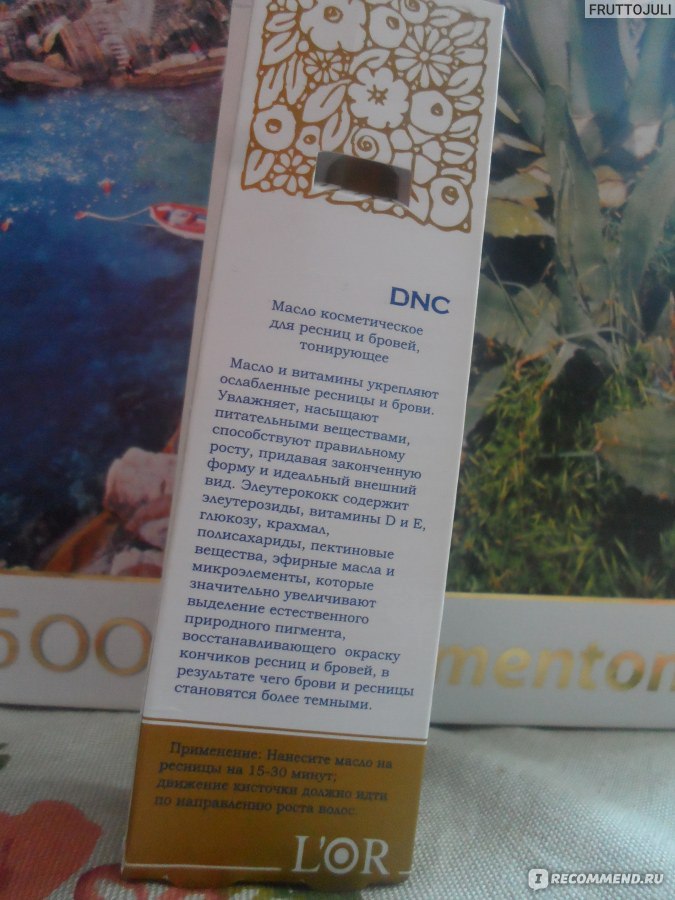 FRUTTOJULI
DNC
Масло косметическое
для ресниц и бровей,
тонирующее
Масло и витамины укрепляют
ослабленные ресницы и брови.
Увлажняет, насыщают
питательными веществами,
способствуют правильному
росту, придавая законченную
форму и идеальный внешний
вид. Элеутерококк содержит
элеутерозиды, витамины D и E,
глюкозу, крахмал,
полисахариды, пектиновые
вещества, эфирные масла и
микроэлементы, которые
значительно увеличивают
выделение естественного
природного пигмента,
восстанавливающего окраску
кончиков ресниц и бровей, в
результате чего брови и ресницы
становятся более темными.
500
menton
Применение: Нанесите масло на
ресницы на 15-30 минут;
движение кисточки должно идти
по направлению роста волос.
L'OR
I RECOMMEND.RU